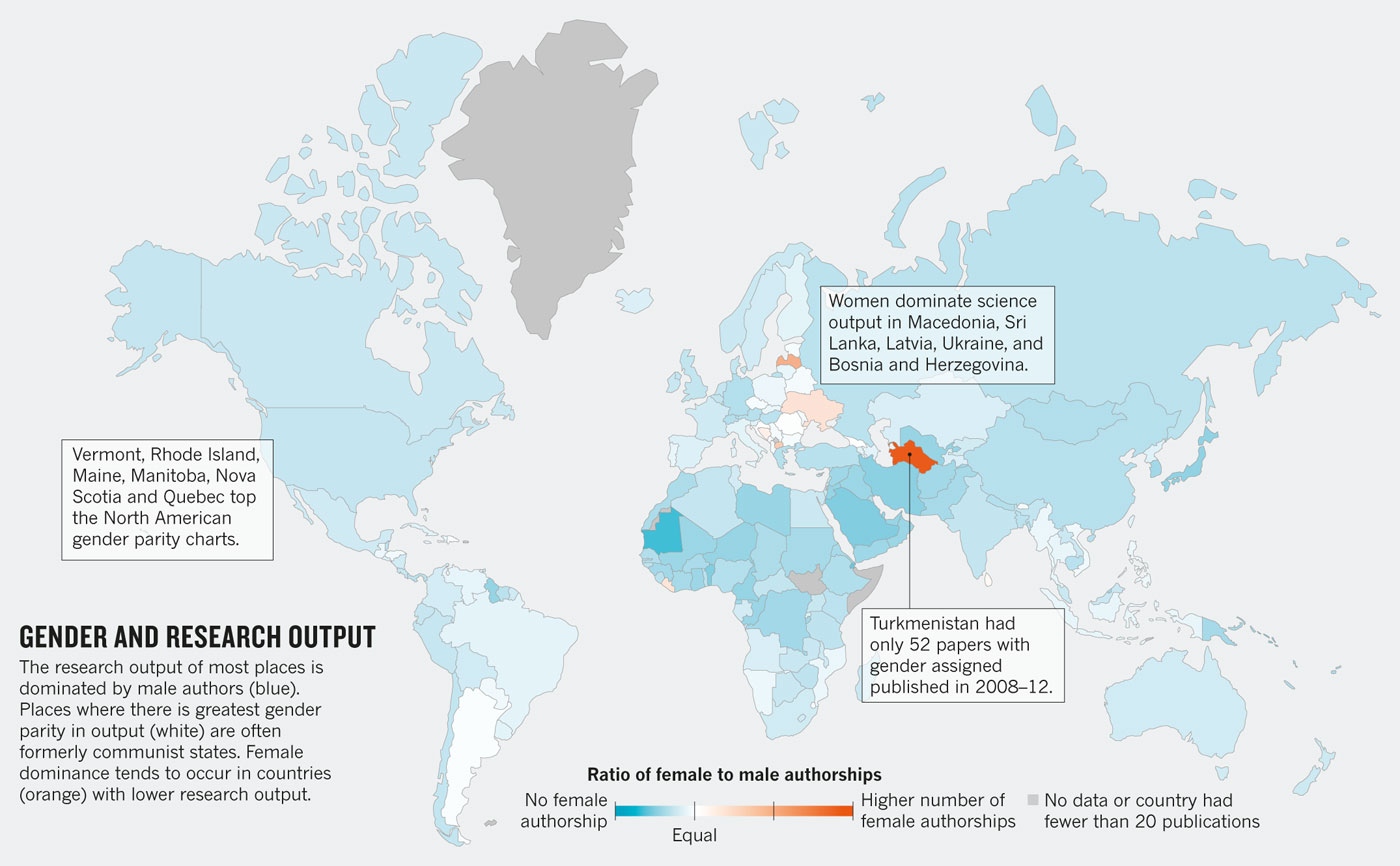 Women dominate science
output in Macedonia, Sri
Lanka, Latvia, Ukraine, and
Bosnia and Herzegovina.
Vermont, Rhode Island,
Maine, Manitoba, Nova
Scotia and Quebec top
the North American
gender parity charts.
Turkmenistan had
only 52 papers with
gender assigned
published in 2008–12.
GENDER AND RESEARCH OUTPUT
The research output of most places is
dominated by male authors (blue).
Places where there is greatest gender
parity in output (white) are often
formerly communist states. Female
dominance tends to occur in countries
(orange) with lower research output.
Ratio of female to male authorships
No female
authorship
Equal
Higher number of
female authorships
No data or country had
fewer than 20 publications